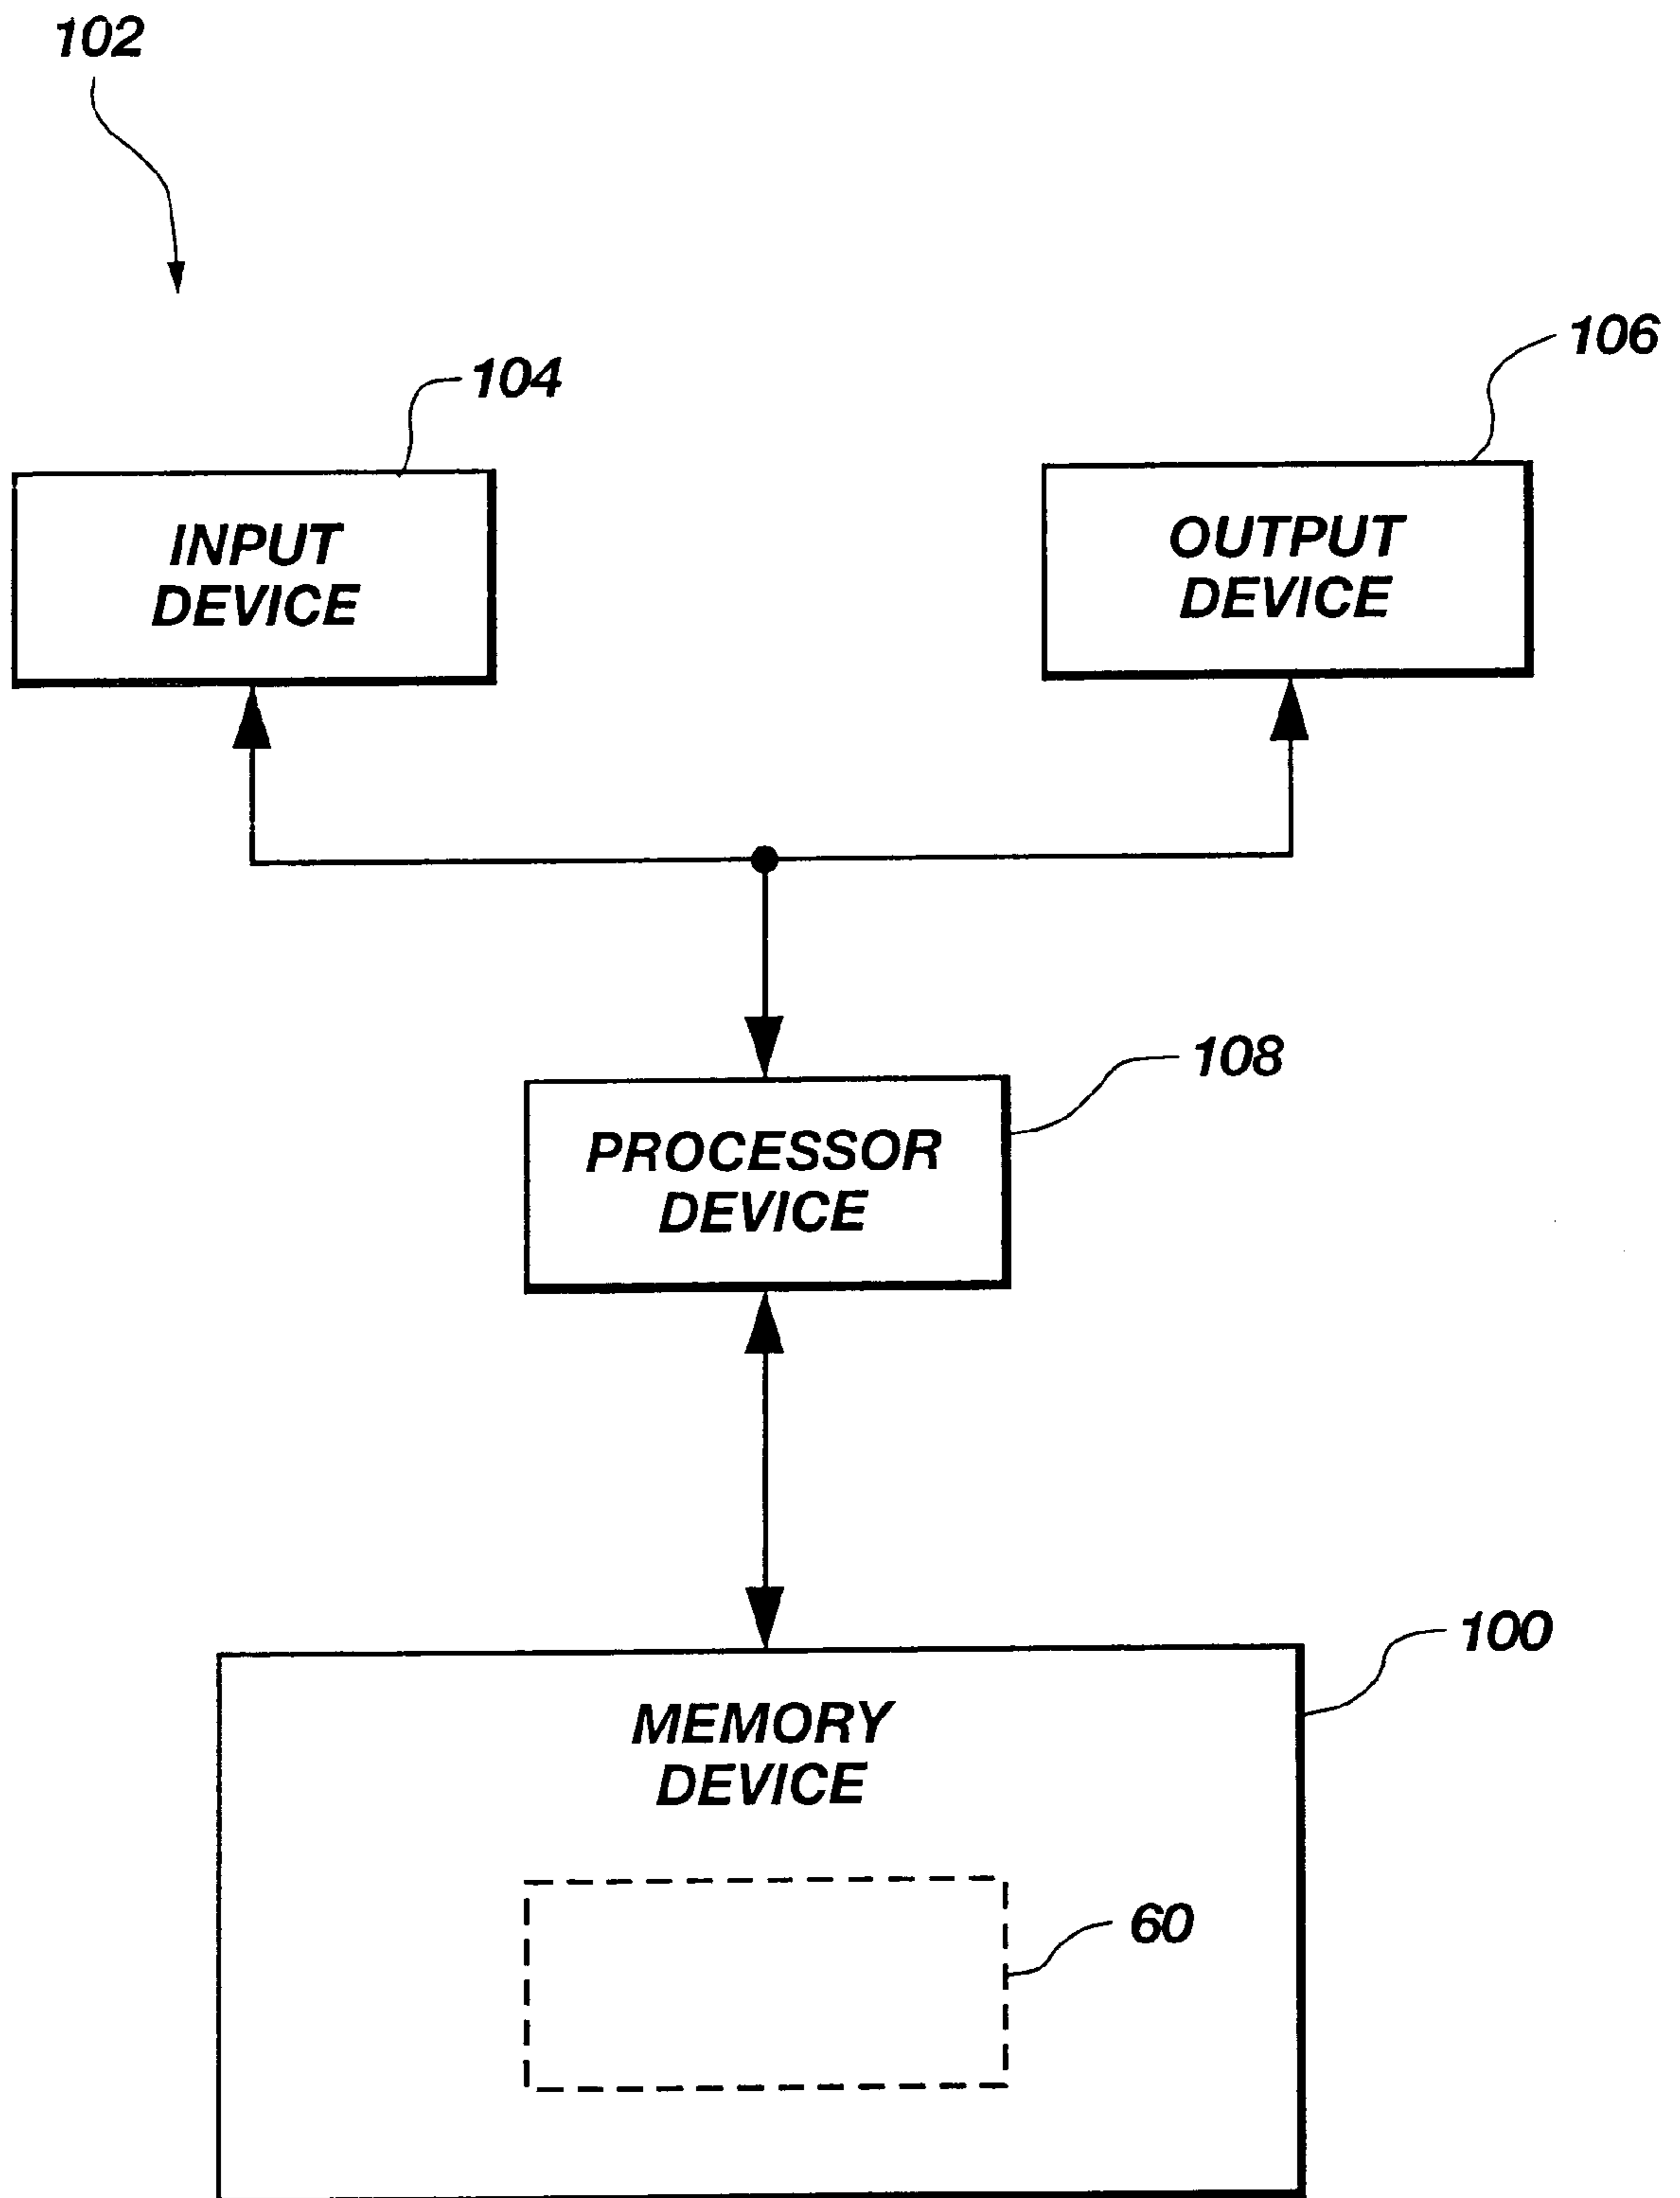 102
104
106
INPUT
DEVICE
OUTPUT
DEVICE
108
PROCESSOR
DEVICE
100
MEMORY
DEVICE
60